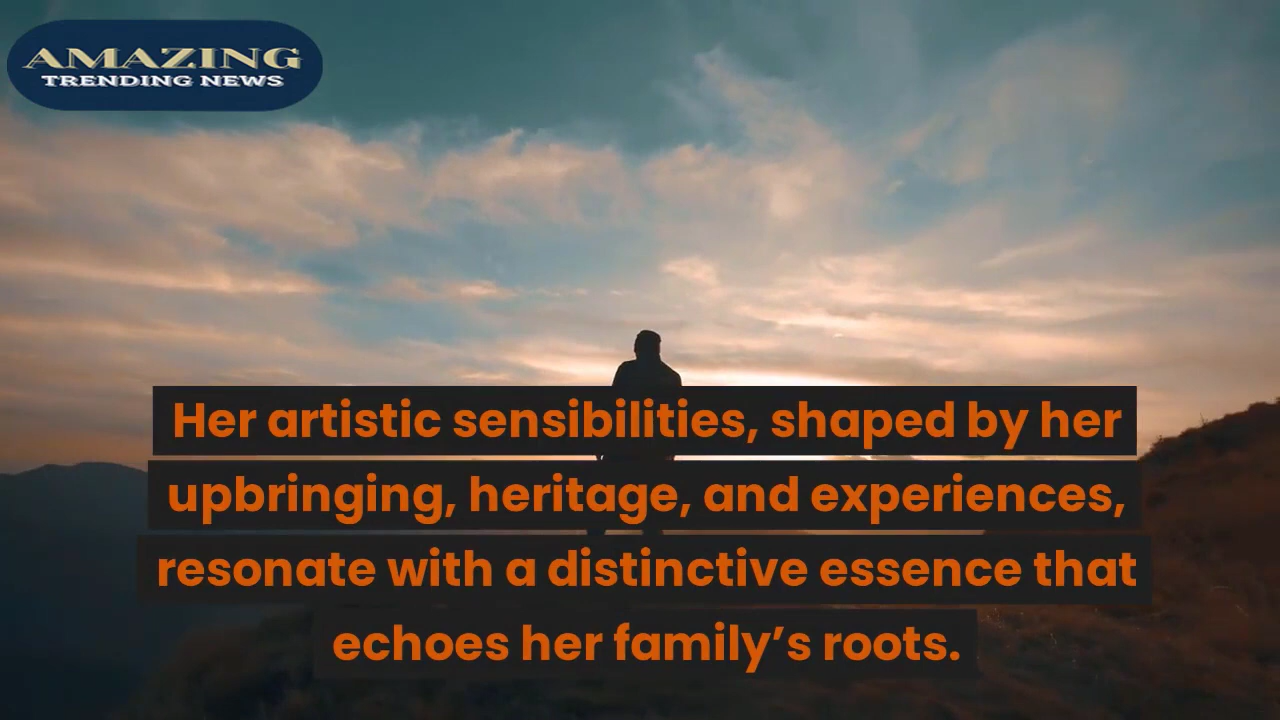 AMAZING
TRENDING NEWS
Her artistic sensibilities, shaped by her
upbringing, heritage, and experiences,
resonate with a distinctive essence that
echoes her family’s roots.